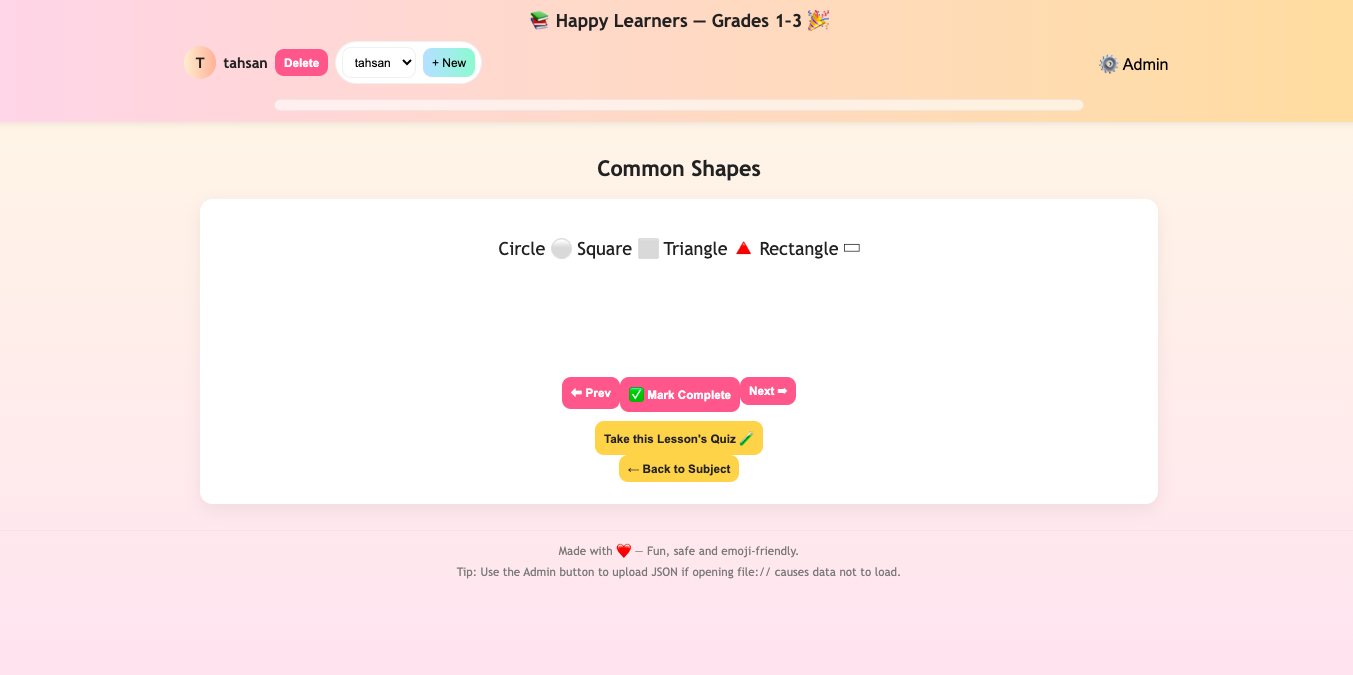 📚 Happy Learners — Grades 1–3 🎉
T tahsan Delete tahsan + New ⚙️ Admin
Common Shapes
Circle ⚪ Square ⬜ Triangle 🔺 Rectangle ▭
⬅ Prev ✅ Mark Complete Next ➡
Take this Lesson's Quiz 🧪
← Back to Subject
Made with ❤️ — Fun, safe and emoji-friendly.
Tip: Use the Admin button to upload JSON if opening file:// causes data not to load.